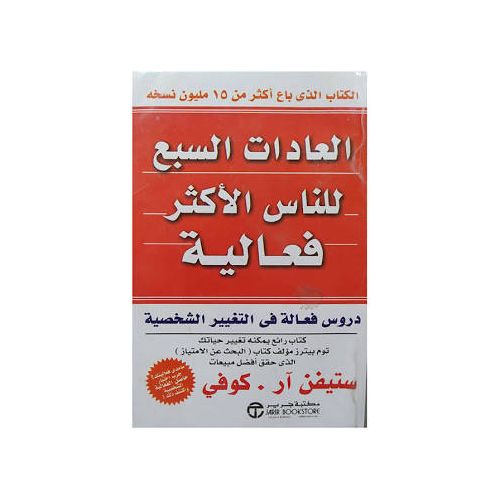 الكتاب الذى باع أكثر من ١٥ مليون نسخه
العادات السبع
للناس الأكثر
فعالية
دروس فعالة فى التغيير الشخصية
كتاب رائع يمكنه تغيير حياتك
توم بيترز مؤلف كتاب ( البحث عن الامتياز )
الذى حقق أفضل مبيعات
ستيفن آر. كوفي
مكتبة جرير
JARIR BOOKSTORE